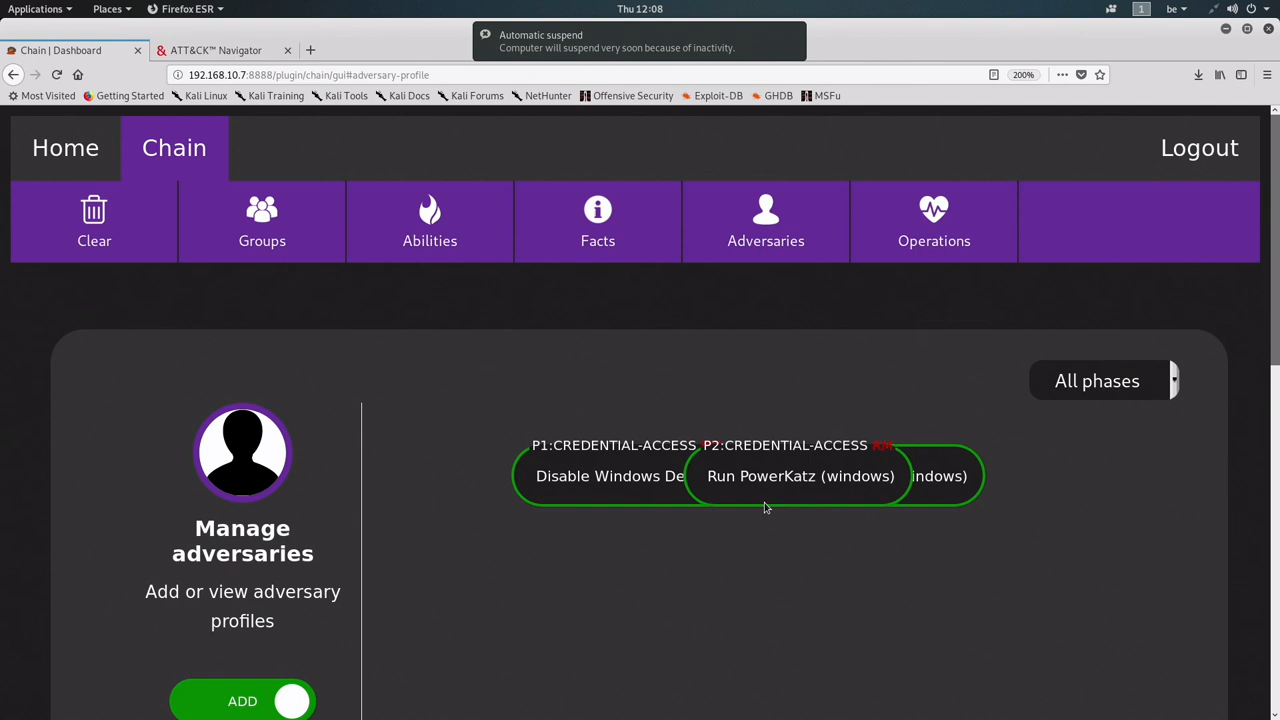 Applications
Places
Firefox ESR
Thu 12:08
1
be
Automatic suspend
Computer will suspend very soon because of inactivity.
Chain | Dashboard
ATT&CK™ Navigator
192.168.10.7:8888/plugin/chain/gui#adversary-profile
200%
Most Visited
Getting Started
Kali Linux
Kali Training
Kali Tools
Kali Docs
Kali Forums
NetHunter
Offensive Security
Exploit-DB
GHDB
MSFu
Home
Chain
Logout
Clear
Groups
Abilities
Facts
Adversaries
Operations
All phases
P1:CREDENTIAL-ACCESS
P2:CREDENTIAL-ACCESS
Disable Windows De
Run PowerKatz (windows)
indows)
Manage
adversaries
Add or view adversary
profiles
ADD